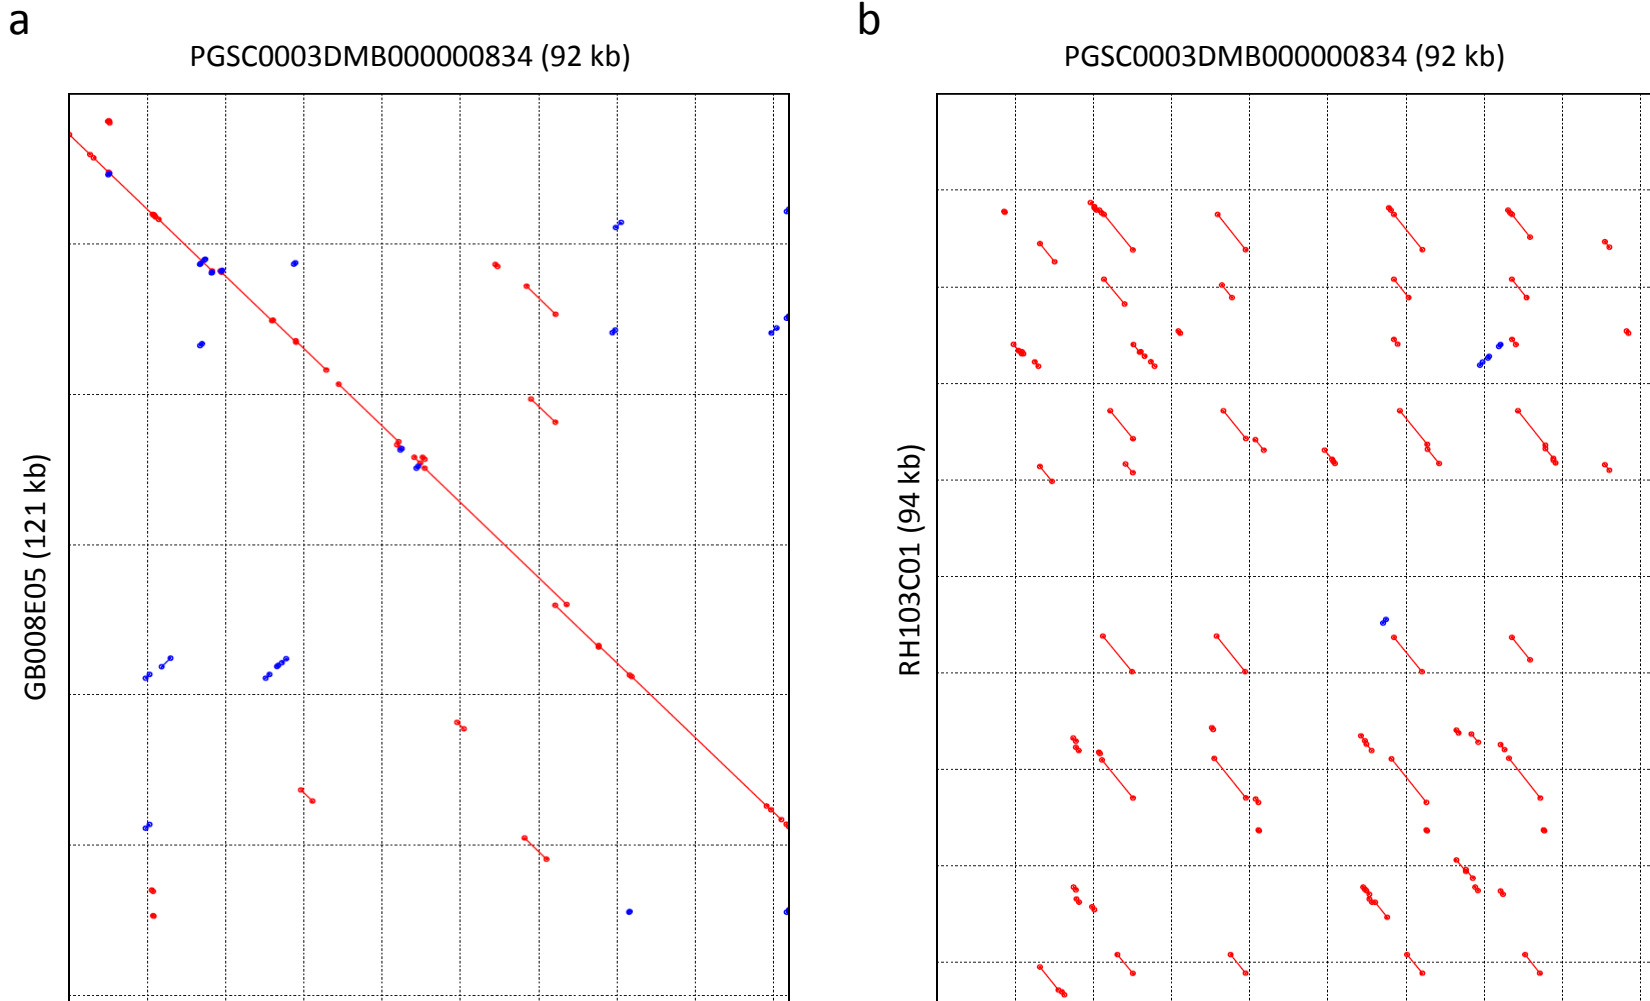 a
b
PGSC0003DMB000000834 (92 kb)
PGSC0003DMB000000834 (92 kb)
GB008E05 (121 kb)
RH103C01 (94 kb)